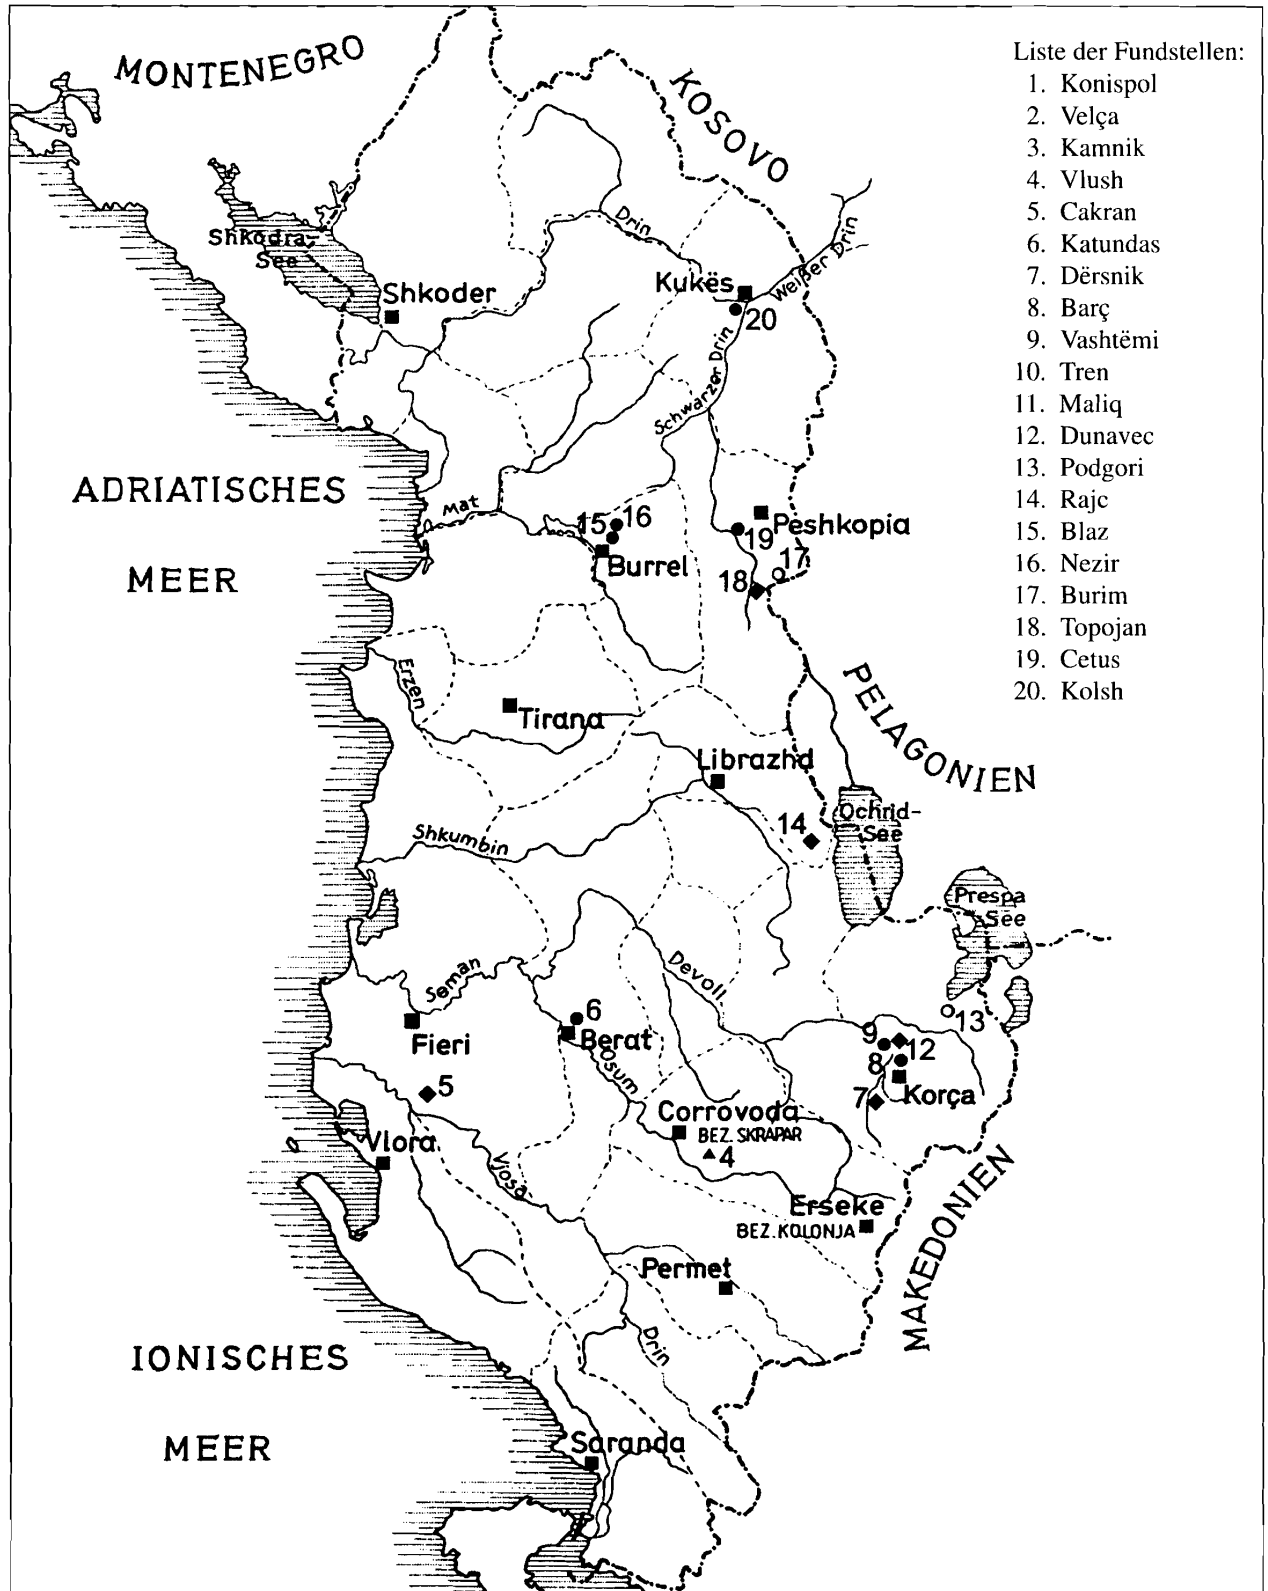 MONTENEGRO
KOSOVO
Liste der Fundstellen:
1. Konispol
2. Velça
3. Kamnik
4. Vlush
5. Cakran
6. Katundas
7. Dërsnik
8. Barç
9. Vashtëmi
10. Tren
11. Maliq
12. Dunavec
13. Podgori
14. Rajc
15. Blaz
16. Nezir
17. Burim
18. Topojan
19. Cetus
20. Kolsh
Drin
Weißer Drin
Shkodra-
See
Kukës
Shkoder
20
Schwarzer Drin
ADRIATISCHES
MEER
Mat
15
16
Burrel
Peshkopia
19
17
18
Erzen
Tirana
PELAGONIEN
Librazhd
14
Ochrid-
See
Shkumbin
Prespa
See
Devoll
Seman
6
Berat
Fieri
13
9
12
8
Korça
7
5
Osum
Corrovoda
BEZ. SKRAPAR
4
Vlora
Vjosa
Erseke
BEZ. KOLONJA
MAKEDONIEN
Permet
Drin
IONISCHES
MEER
Saranda